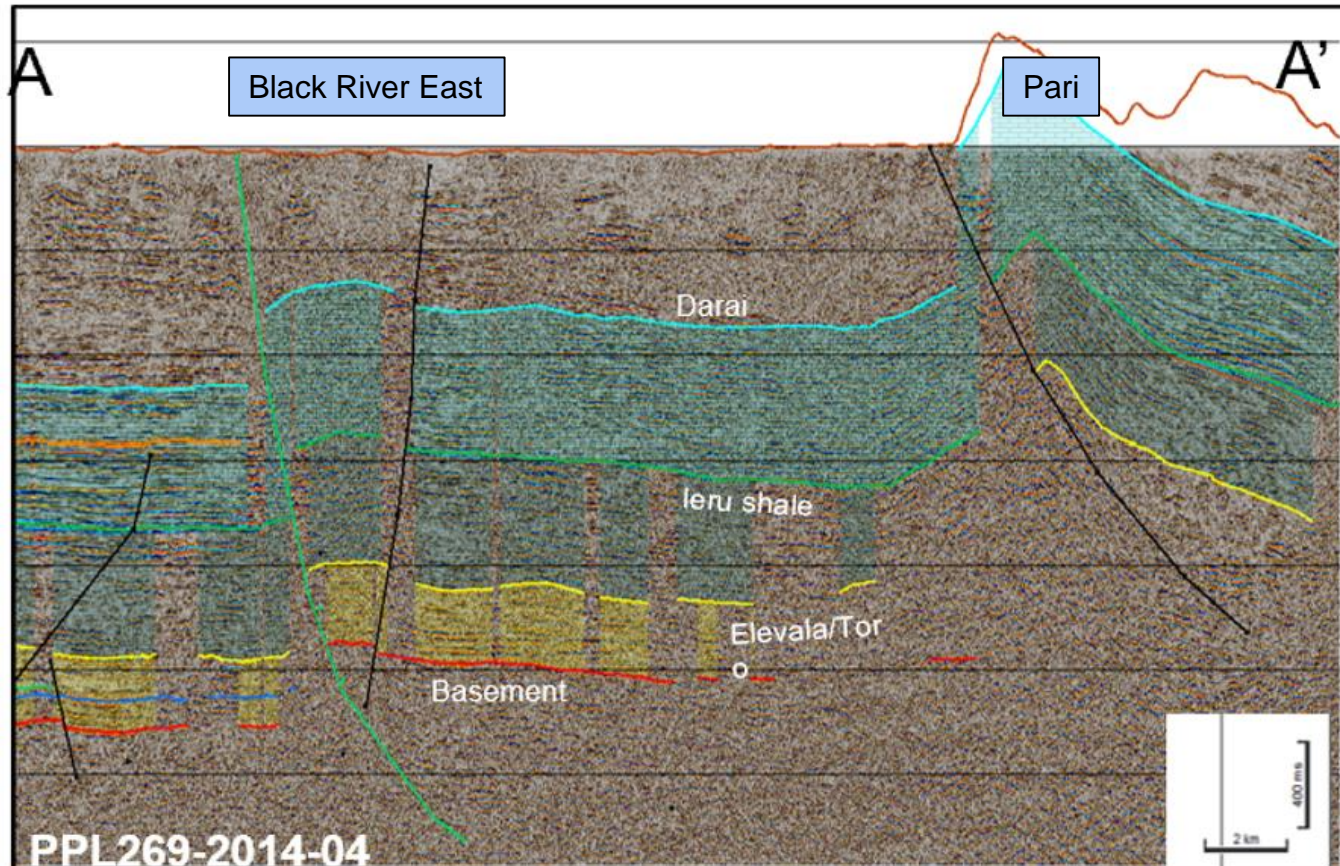 A
Black River East
Pari
A’
Darai
Ieru shale
Elevala/Tor
o
Basement
400 ms
2 km
PPL269-2014-04